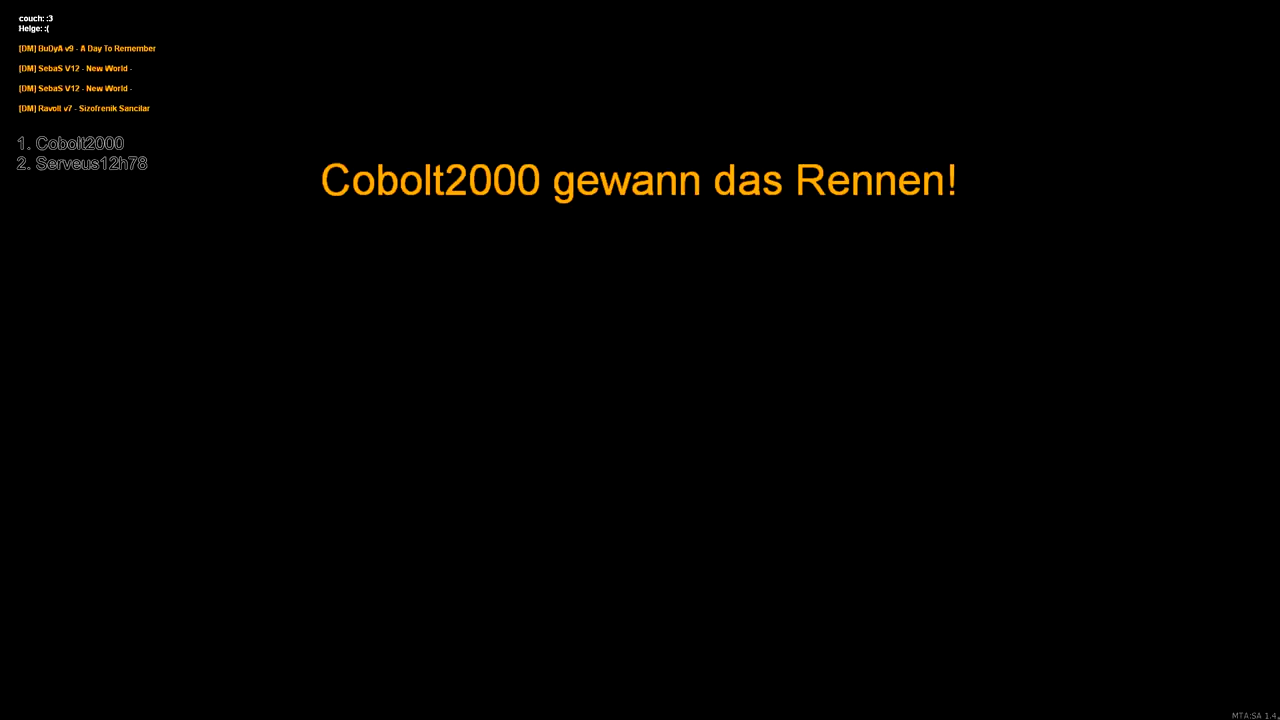 couch: :3
Helge: :(
[DM] BuDyA v9 - A Day To Remember
[DM] SebaS V12 - New World -
[DM] SebaS V12 - New World -
[DM] Ravoll v7 - Sizofrenik Sancilar
1. Cobolt2000
2. Serveus12h78
Cobolt2000 gewann das Rennen!
MTA:SA 1.4